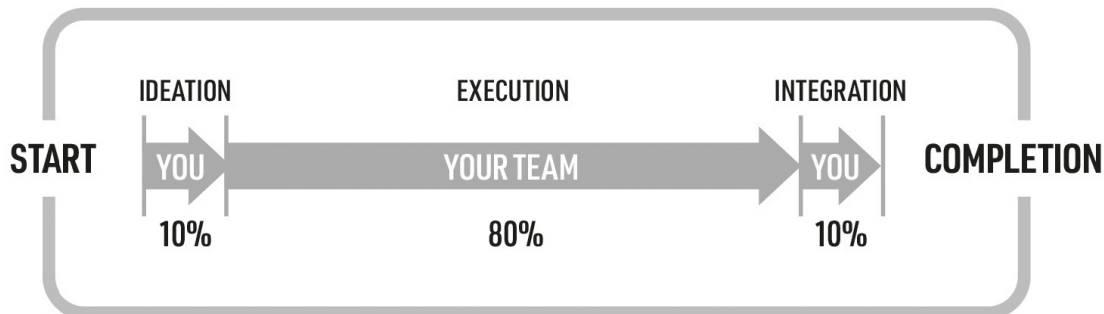 IDEATION EXECUTION INTEGRATION
START YOU YOUR TEAM YOU COMPLETION
10% 80% 10%